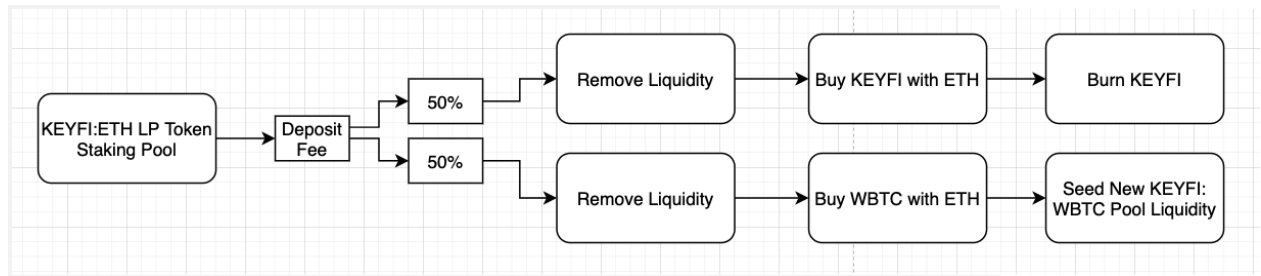 KEYFI:ETH LP Token
Staking Pool
Deposit
Fee
50%
Remove Liquidity
Buy KEYFI with ETH
Burn KEYFI
50%
Remove Liquidity
Buy WBTC with ETH
Seed New KEYFI:
WBTC Pool Liquidity